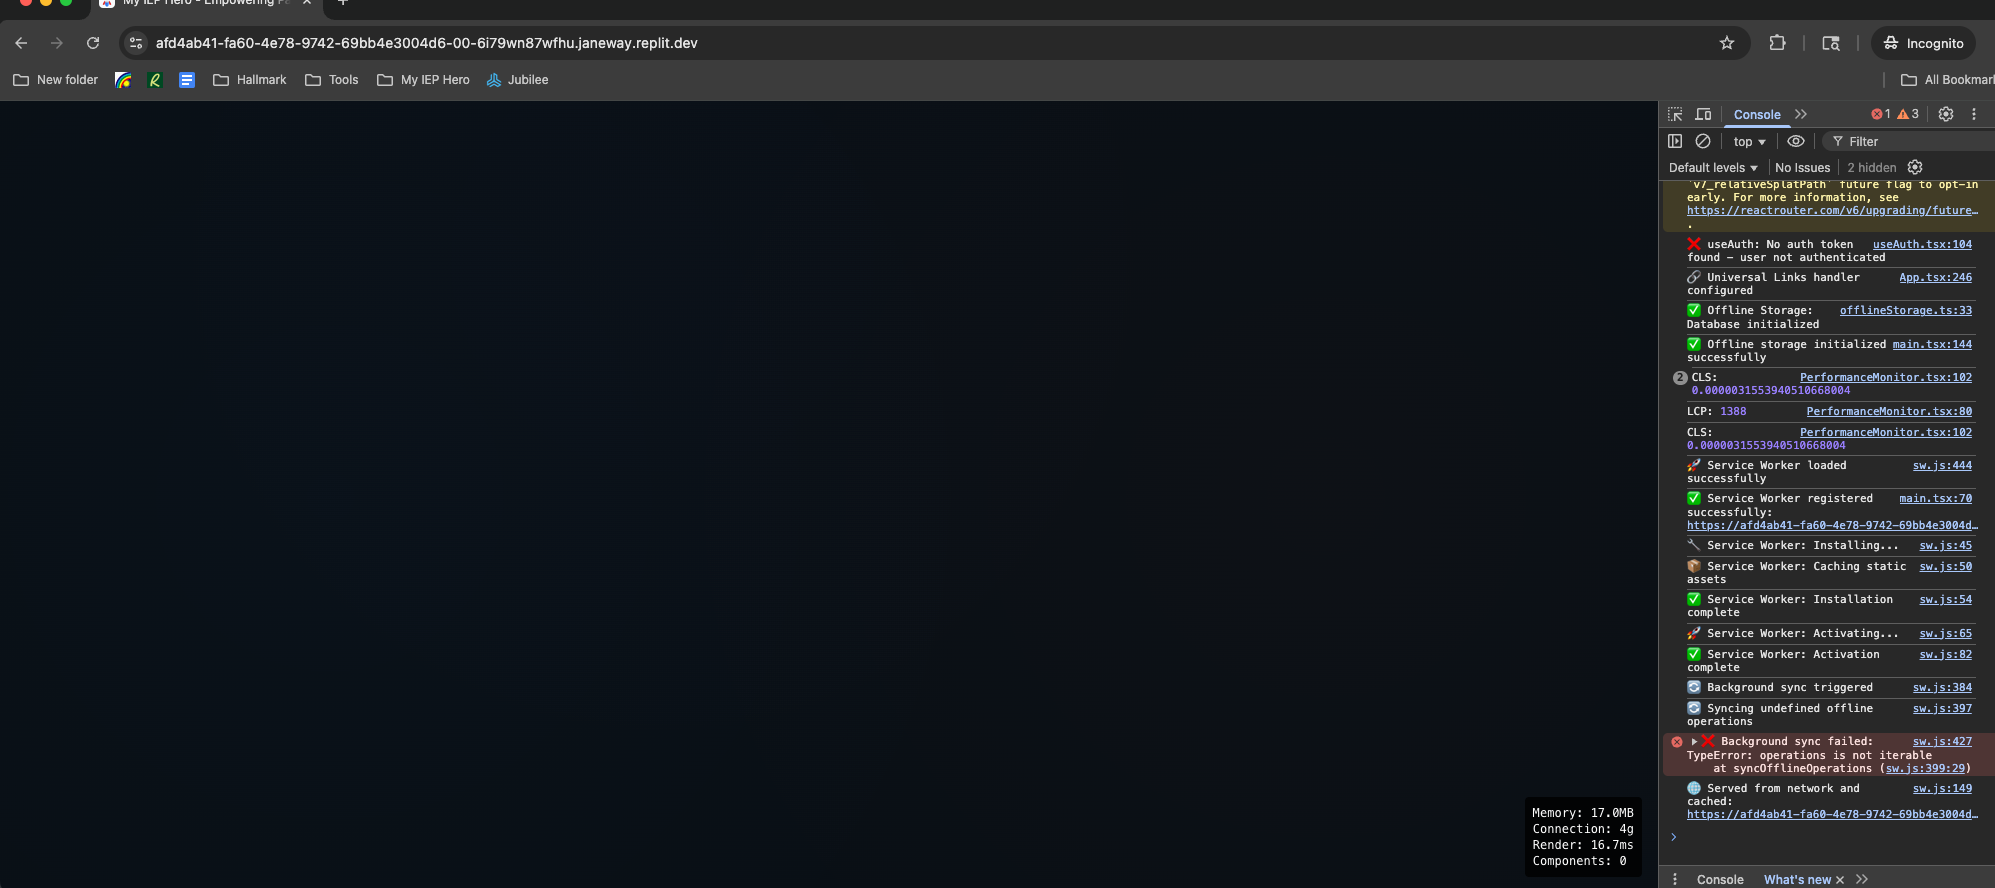 My IEP Hero - Empowering Pa
afd4ab41-fa60-4e78-9742-69bb4e3004d6-00-6i79wn87wfhu.janeway.replit.dev
Incognito
New folder
Hallmark
Tools
My IEP Hero
Jubilee
All Bookmar
Console
1
3
top
Filter
Default levels
No Issues
2 hidden
`v7_relativeSplatPath` future flag to opt-in
early. For more information, see
https://reactrouter.com/v6/upgrading/future…
.
❌ useAuth: No auth token useAuth.tsx:104
found – user not authenticated
🔗 Universal Links handler App.tsx:246
configured
✅ Offline Storage: offlineStorage.ts:33
Database initialized
✅ Offline storage initialized main.tsx:144
successfully
2 CLS: PerformanceMonitor.tsx:102
0.0000031553940510668004
LCP: 1388 PerformanceMonitor.tsx:80
CLS: PerformanceMonitor.tsx:102
0.0000031553940510668004
🚀 Service Worker loaded sw.js:444
successfully
✅ Service Worker registered main.tsx:70
successfully:
https://afd4ab41-fa60-4e78-9742-69bb4e3004d…
🔧 Service Worker: Installing... sw.js:45
📦 Service Worker: Caching static sw.js:50
assets
✅ Service Worker: Installation sw.js:54
complete
🚀 Service Worker: Activating... sw.js:65
✅ Service Worker: Activation sw.js:82
complete
🔄 Background sync triggered sw.js:384
🔄 Syncing undefined offline sw.js:397
operations
❌ Background sync failed: sw.js:427
TypeError: operations is not iterable
at syncOfflineOperations (sw.js:399:29)
🌐 Served from network and sw.js:149
cached:
https://afd4ab41-fa60-4e78-9742-69bb4e3004d…
Memory: 17.0MB
Connection: 4g
Render: 16.7ms
Components: 0
Console
What's new